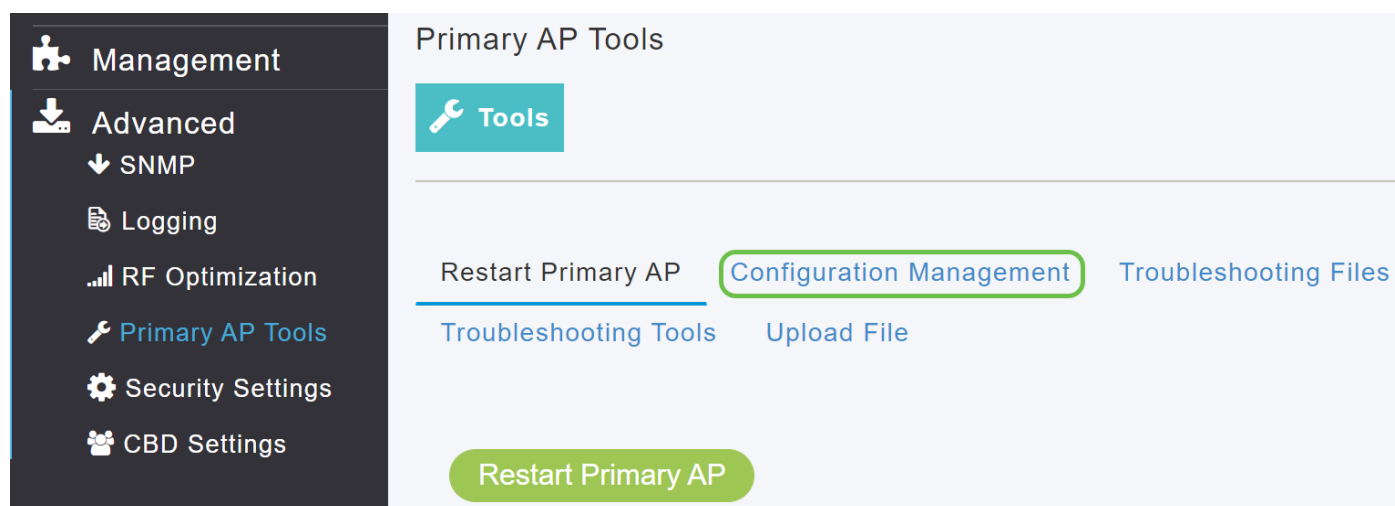 Management
Advanced
SNMP
Logging
RF Optimization
Primary AP Tools
Security Settings
CBD Settings
Primary AP Tools
Tools
Restart Primary AP Configuration Management Troubleshooting Files
Troubleshooting Tools Upload File
Restart Primary AP